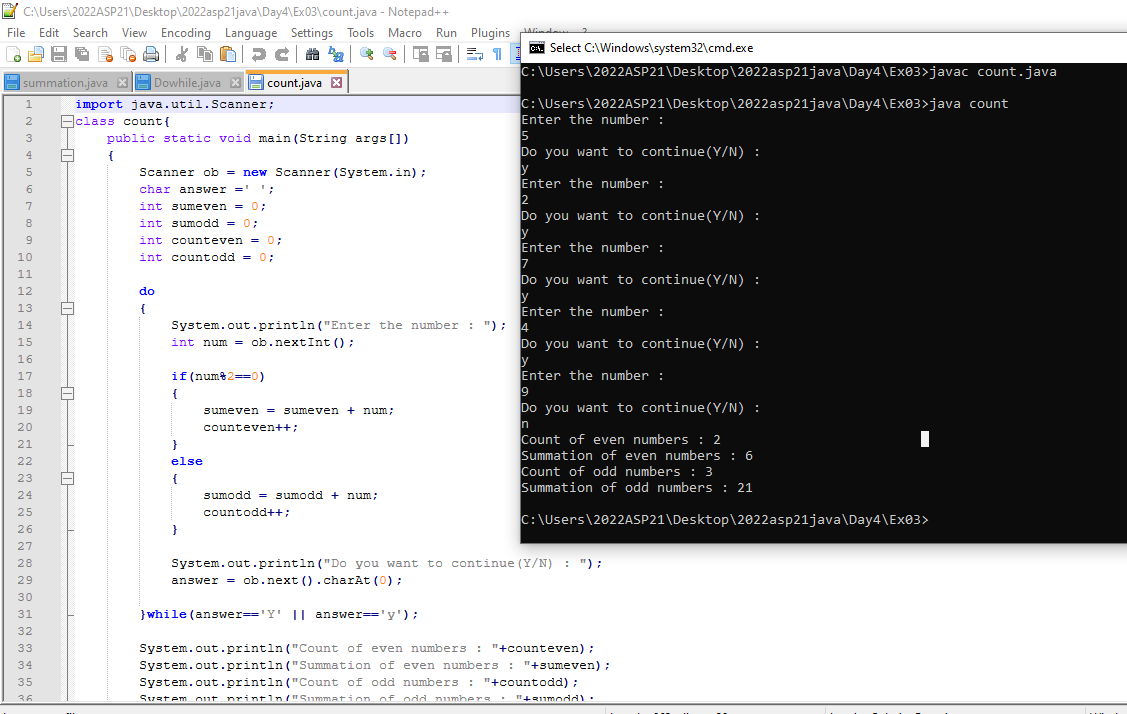 C:\Users\2022ASP21\Desktop\2022asp21java\Day4\Ex03\count.java - Notepad++
File Edit Search View Encoding Language Settings Tools Macro Run Plugins
summation.java Dowhile.java count.java
1 import java.util.Scanner;
2 class count{
3 public static void main(String args[])
4 {
5 Scanner ob = new Scanner(System.in);
6 char answer =' ';
7 int sumeven = 0;
8 int sumodd = 0;
9 int counteven = 0;
10 int countodd = 0;
11
12 do
13 {
14 System.out.println("Enter the number : ");
15 int num = ob.nextInt();
16
17 if(num%2==0)
18 {
19 sumeven = sumeven + num;
20 counteven++;
21 }
22 else
23 {
24 sumodd = sumodd + num;
25 countodd++;
26 }
27
28 System.out.println("Do you want to continue(Y/N) : ");
29 answer = ob.next().charAt(0);
30
31 }while(answer=='Y' || answer=='y');
32
33 System.out.println("Count of even numbers : "+counteven);
34 System.out.println("Summation of even numbers : "+sumeven);
35 System.out.println("Count of odd numbers : "+countodd);
36 System.out.println("Summation of odd numbers : "+sumodd);
Select C:\Windows\system32\cmd.exe
C:\Users\2022ASP21\Desktop\2022asp21java\Day4\Ex03>javac count.java
C:\Users\2022ASP21\Desktop\2022asp21java\Day4\Ex03>java count
Enter the number :
5
Do you want to continue(Y/N) :
y
Enter the number :
2
Do you want to continue(Y/N) :
y
Enter the number :
7
Do you want to continue(Y/N) :
y
Enter the number :
4
Do you want to continue(Y/N) :
y
Enter the number :
9
Do you want to continue(Y/N) :
n
Count of even numbers : 2
Summation of even numbers : 6
Count of odd numbers : 3
Summation of odd numbers : 21
C:\Users\2022ASP21\Desktop\2022asp21java\Day4\Ex03>